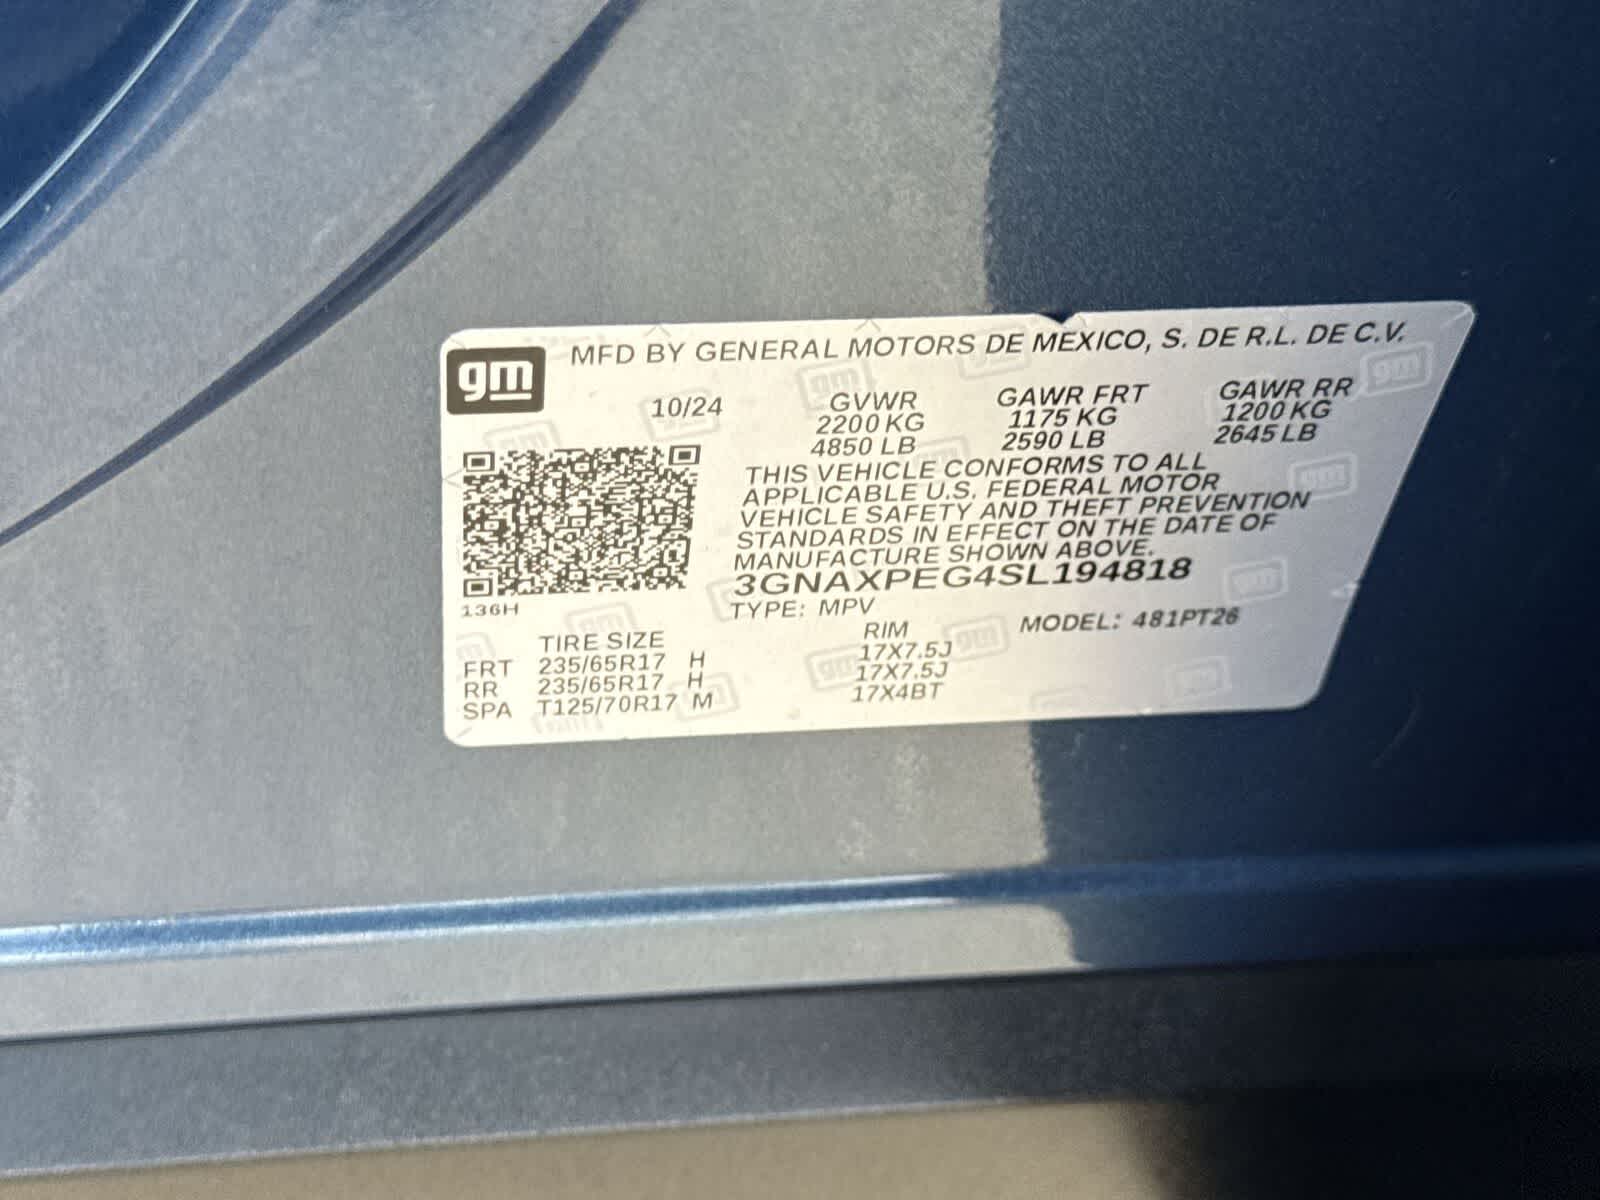 gm
MFD BY GENERAL MOTORS DE MEXICO, S. DE R.L. DE C.V.
10/24 GVWR GAWR FRT GAWR RR
2200 KG 1175 KG 1200 KG
4850 LB 2590 LB 2645 LB
THIS VEHICLE CONFORMS TO ALL
APPLICABLE U.S. FEDERAL MOTOR
VEHICLE SAFETY AND THEFT PREVENTION
STANDARDS IN EFFECT ON THE DATE OF
MANUFACTURE SHOWN ABOVE.
3GNAXPEG4SL194818
136H
TYPE: MPV MODEL: 481PT26
TIRE SIZE RIM
FRT 235/65R17 H 17X7.5J
RR 235/65R17 H 17X7.5J
SPA T125/70R17 M 17X4BT